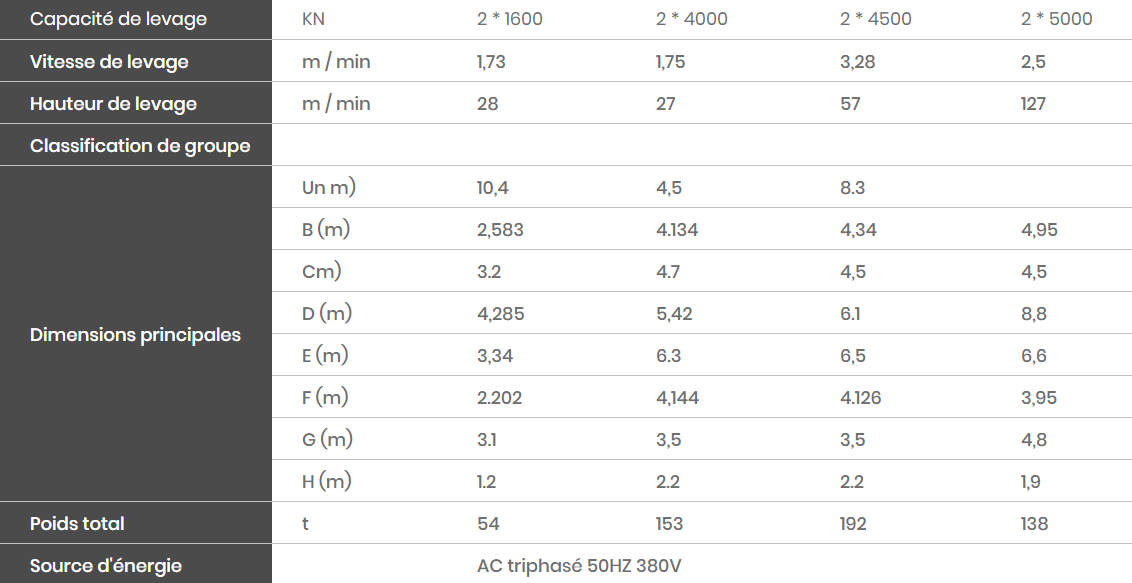 Capacité de levage KN 2 * 1600 2 * 4000 2 * 4500 2 * 5000
Vitesse de levage m / min 1,73 1,75 3,28 2,5
Hauteur de levage m / min 28 27 57 127
Classification de groupe
Dimensions principales
Un m) 10,4 4,5 8.3
B (m) 2,583 4.134 4,34 4,95
Cm) 3.2 4.7 4,5 4,5
D (m) 4,285 5,42 6.1 8,8
E (m) 3,34 6.3 6,5 6,6
F (m) 2.202 4,144 4.126 3,95
G (m) 3.1 3,5 3,5 4,8
H (m) 1.2 2.2 2.2 1,9
Poids total t 54 153 192 138
Source d'énergie AC triphasé 50HZ 380V